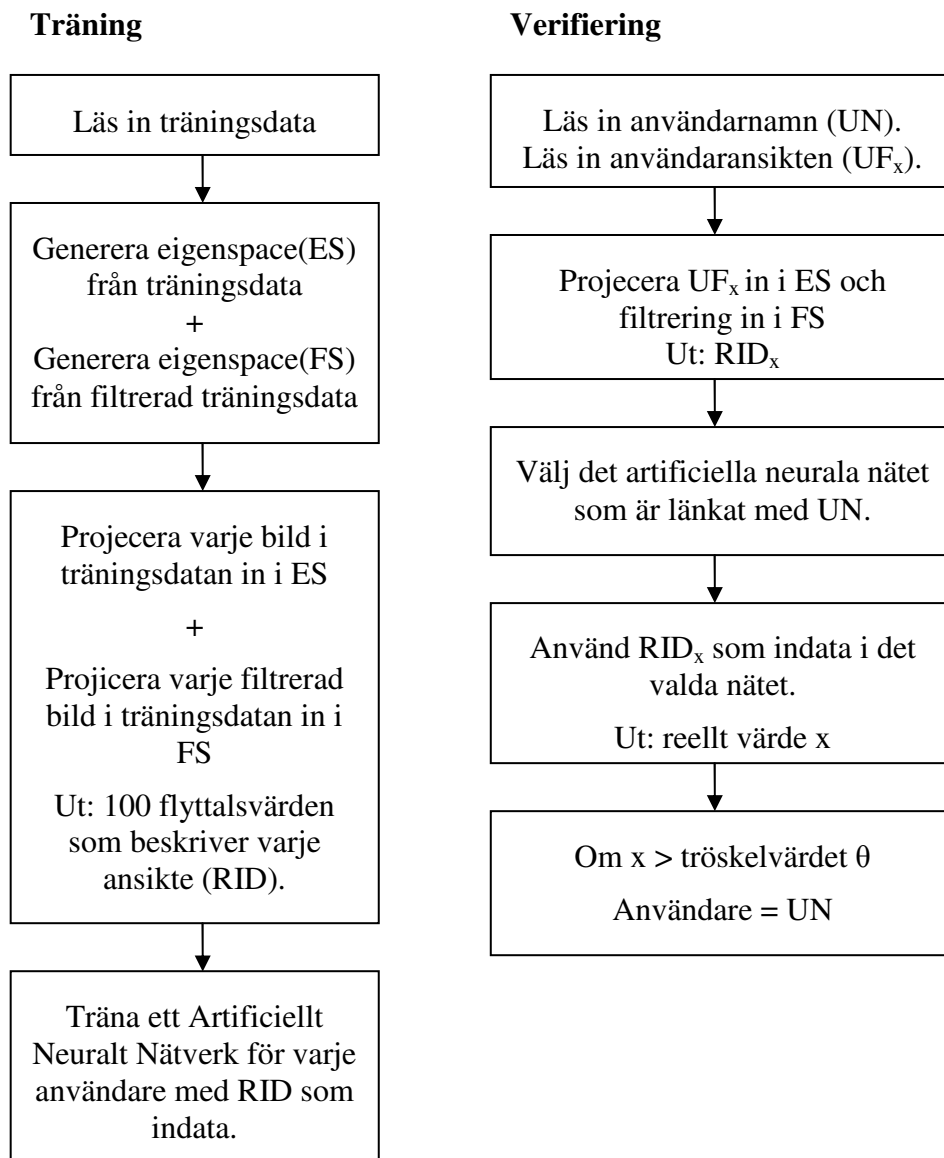 Träning
Läs in träningsdata
Generera eigenspace(ES)
från träningsdata
+
Generera eigenspace(FS)
från filtrerad träningsdata
Projecera varje bild i
träningsdatan in i ES
+
Projicera varje filtrerad
bild i träningsdatan in i
FS
Ut: 100 flyttalsvärden
som beskriver varje
ansikte (RID).
Träna ett Artificiellt
Neuralt Nätverk för varje
användare med RID som
indata.
Verifiering
Läs in användarnamn (UN).
Läs in användaransikten (UFx).
Projecera UFx in i ES och
filtrering in i FS
Ut: RIDx
Välj det artificiella neurala nätet
som är länkat med UN.
Använd RIDx som indata i det
valda nätet.
Ut: reellt värde x
Om x > tröskelvärdet θ
Användare = UN